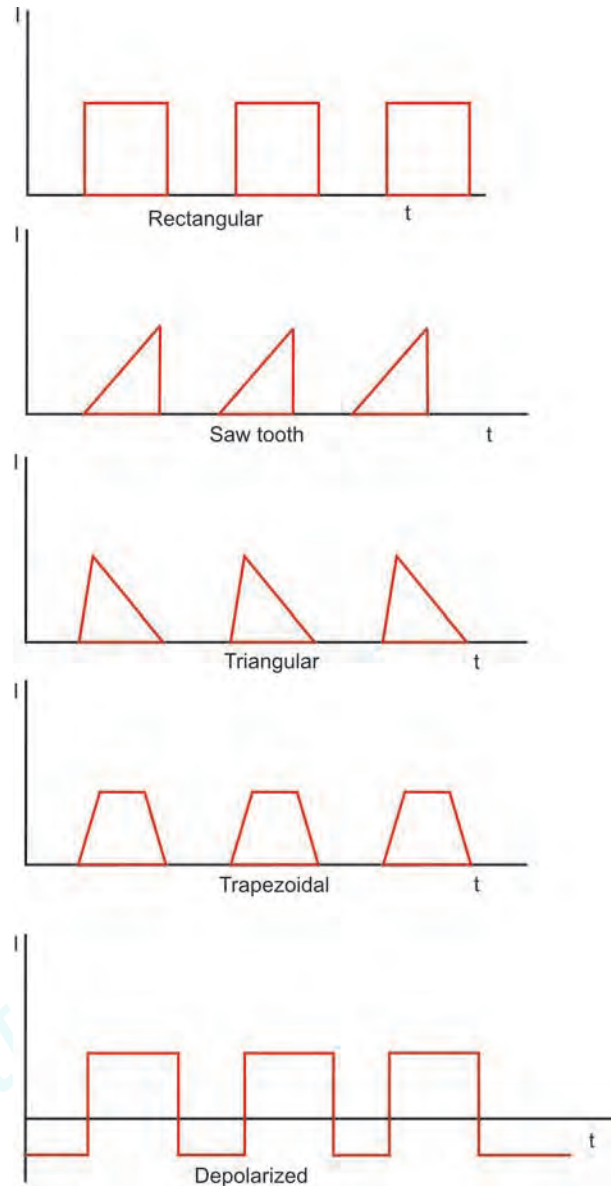 I
Rectangular t
I
Saw tooth t
I
Triangular t
I
Trapezoidal t
I
t
Depolarized